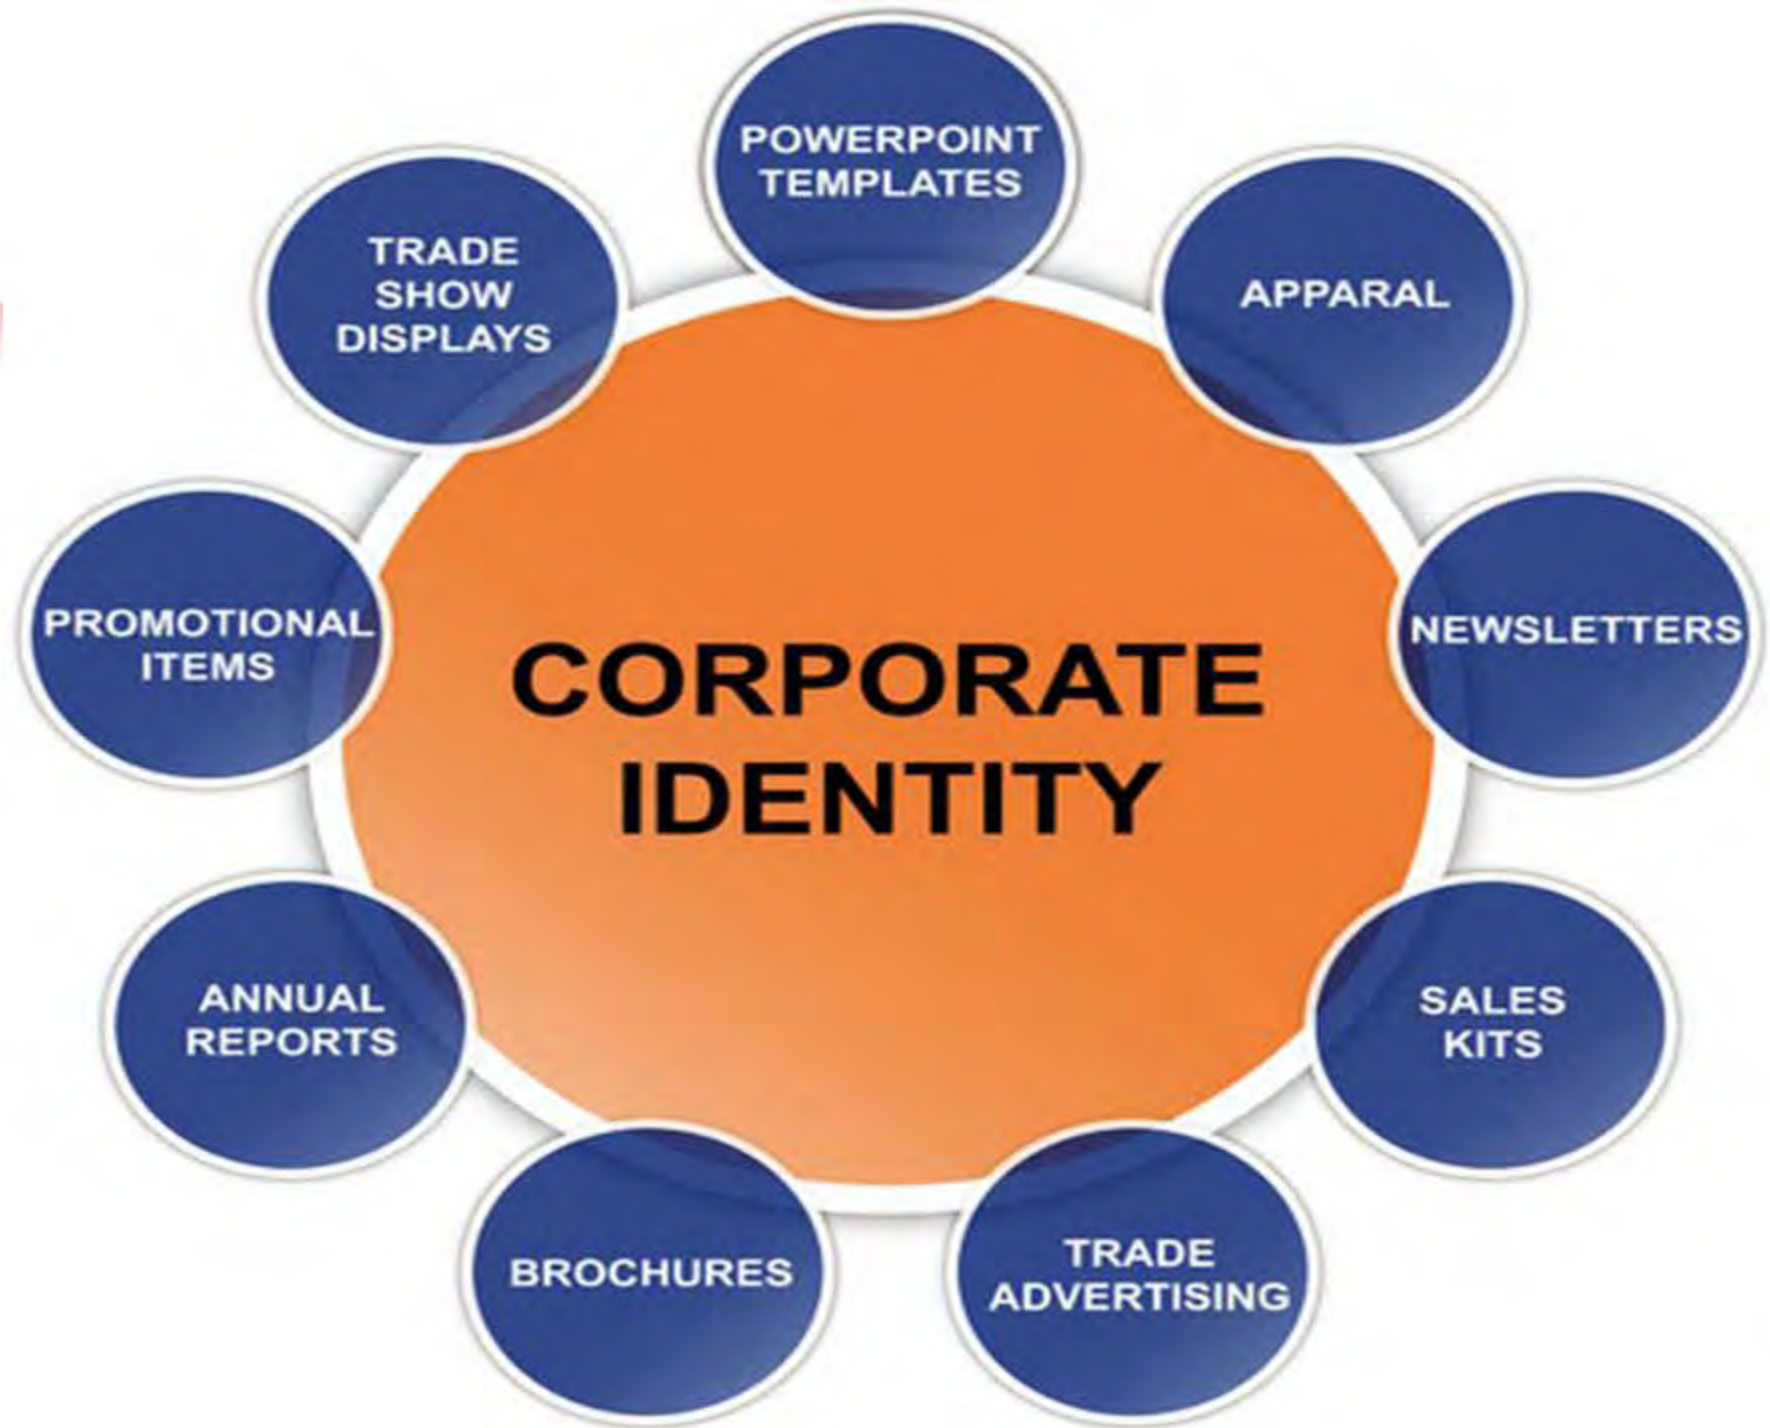 POWERPOINT
TEMPLATES
TRADE
SHOW
DISPLAYS
APPARAL
PROMOTIONAL
ITEMS
NEWSLETTERS
CORPORATE
IDENTITY
ANNUAL
REPORTS
SALES
KITS
BROCHURES
TRADE
ADVERTISING